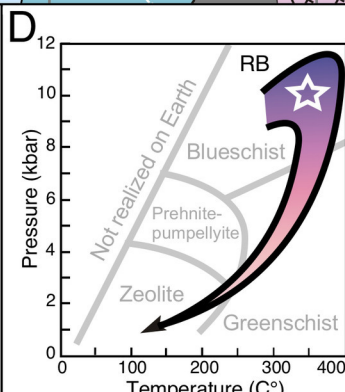 D
12
RB
10
Not realized on Earth
8
Blueschist
Pressure (kbar)
6
Prehnite-
pumpellyite
4
Zeolite
2
Greenschist
0
0 100 200 300 400
Temperature (C°)